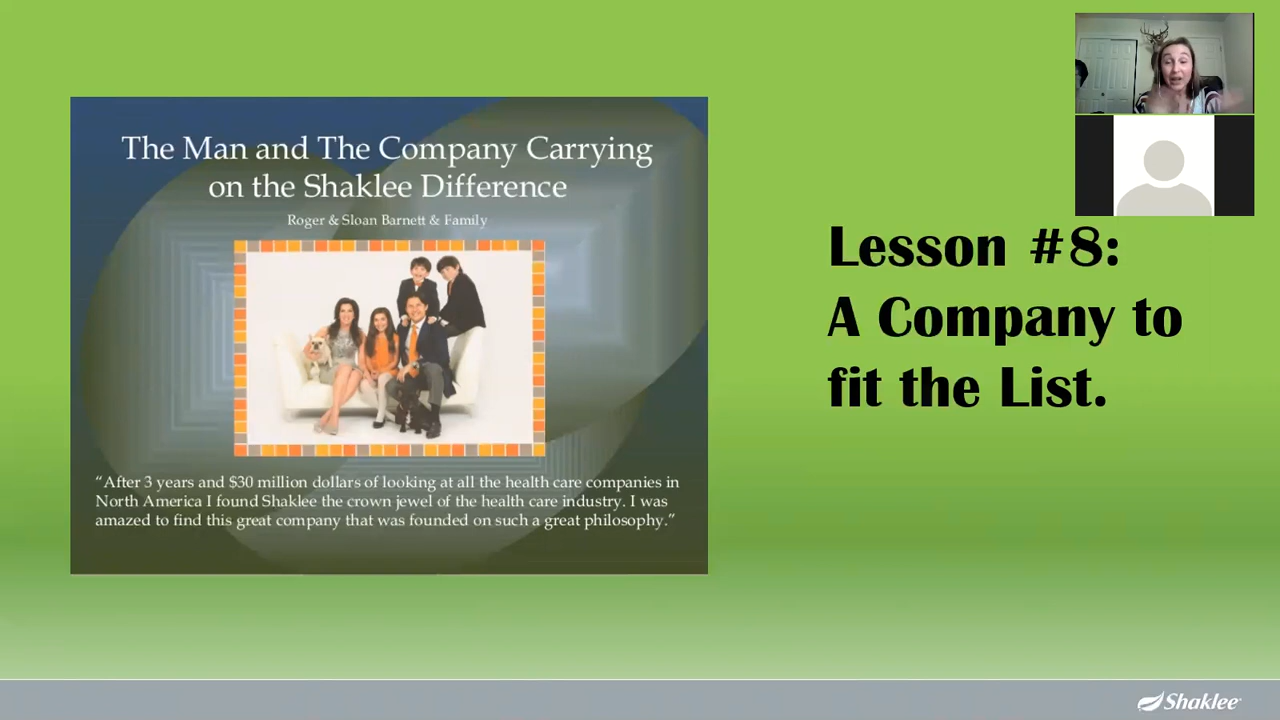 The Man and The Company Carrying
on the Shaklee Difference
Roger & Sloan Barnett & Family
“After 3 years and $30 million dollars of looking at all the health care companies in
North America I found Shaklee the crown jewel of the health care industry. I was
amazed to find this great company that was founded on such a great philosophy.”
Lesson #8:
A Company to
fit the List.
Shaklee